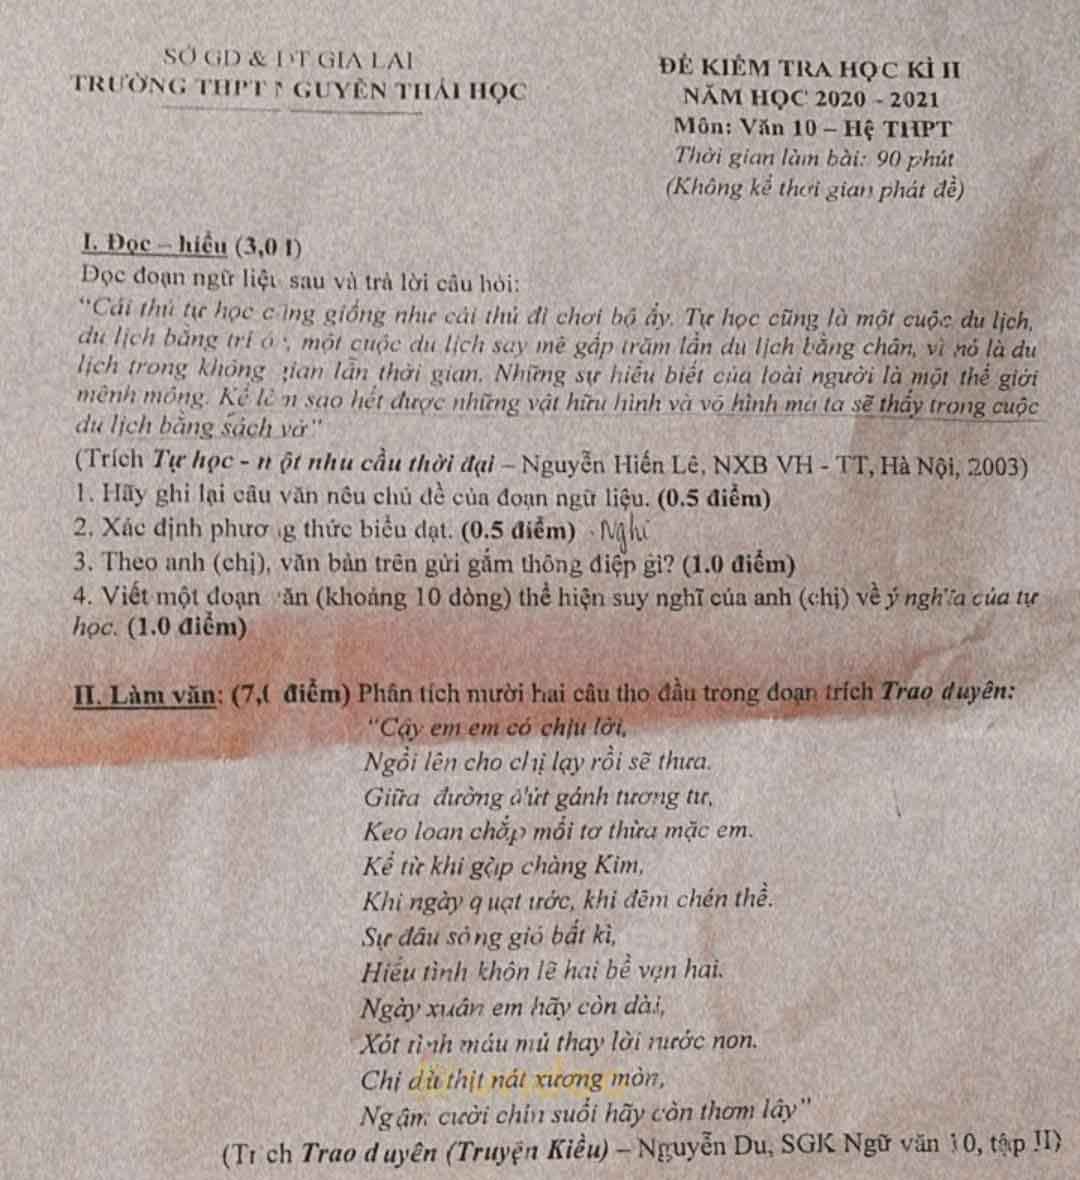 SỞ GD & ĐT GIA LAI
TRƯỜNG THPT NGUYỄN THÁI HỌC
ĐỀ KIỂM TRA HỌC KÌ II
NĂM HỌC 2020 - 2021
Môn: Văn 10 – Hệ THPT
Thời gian làm bài: 90 phút
(Không kể thời gian phát đề)
I. Đọc – hiểu (3,0 đ)
Đọc đoạn ngữ liệu sau và trả lời câu hỏi:
"Cái thú tự học cũng giống như cái thú đi chơi bộ ấy. Tự học cũng là một cuộc du lịch,
du lịch bằng trí óc, một cuộc du lịch say mê gấp trăm lần du lịch bằng chân, vì nó là du
lịch trong không gian lẫn thời gian. Những sự hiểu biết của loài người là một thế giới
mênh mông. Kể làm sao hết được những vật hữu hình và vô hình mà ta sẽ thấy trong cuộc
du lịch bằng sách vở"
(Trích Tự học - một nhu cầu thời đại – Nguyễn Hiến Lê, NXB VH - TT, Hà Nội, 2003)
1. Hãy ghi lại câu văn nêu chủ đề của đoạn ngữ liệu. (0.5 điểm)
2. Xác định phương thức biểu đạt. (0.5 điểm) - Nghị
3. Theo anh (chị), văn bản trên gửi gắm thông điệp gì? (1.0 điểm)
4. Viết một đoạn văn (khoảng 10 dòng) thể hiện suy nghĩ của anh (chị) về ý nghĩa của tự
học. (1.0 điểm)
II. Làm văn: (7,0 điểm) Phân tích mười hai câu thơ đầu trong đoạn trích Trao duyên:
"Cậy em em có chịu lời,
Ngồi lên cho chị lạy rồi sẽ thưa.
Giữa đường đứt gánh tương tư,
Keo loan chắp mối tơ thừa mặc em.
Kể từ khi gặp chàng Kim,
Khi ngày quạt ước, khi đêm chén thề.
Sự đâu sóng gió bất kì,
Hiếu tình khôn lẽ hai bề vẹn hai.
Ngày xuân em hãy còn dài,
Xót tình máu mủ thay lời nước non.
Chị dù thịt nát xương mòn,
Ngậm cười chín suối hãy còn thơm lây"
(Trích Trao duyên (Truyện Kiều) – Nguyễn Du, SGK Ngữ văn 10, tập II)